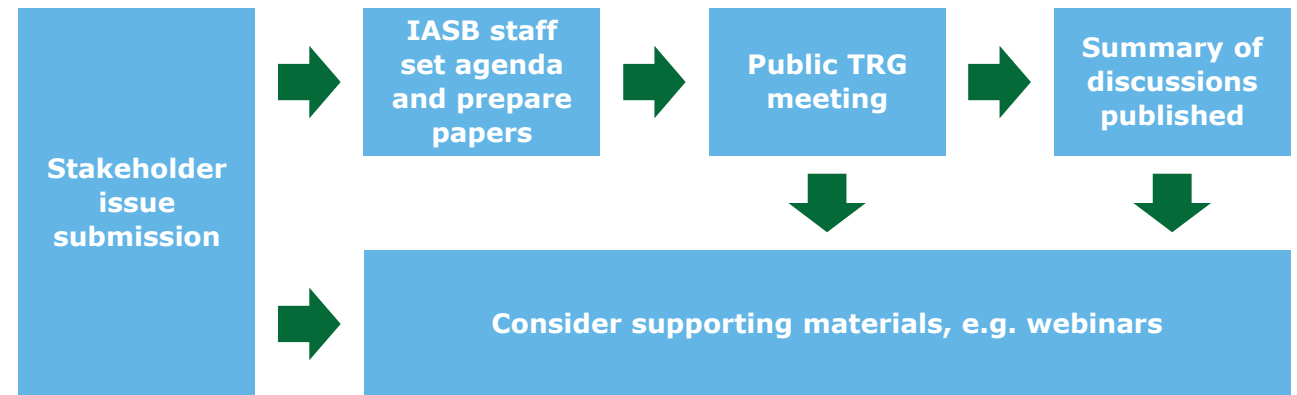 Stakeholder
issue
submission
IASB staff
set agenda
and prepare
papers
Public TRG
meeting
Summary of
discussions
published
Consider supporting materials, e.g. webinars